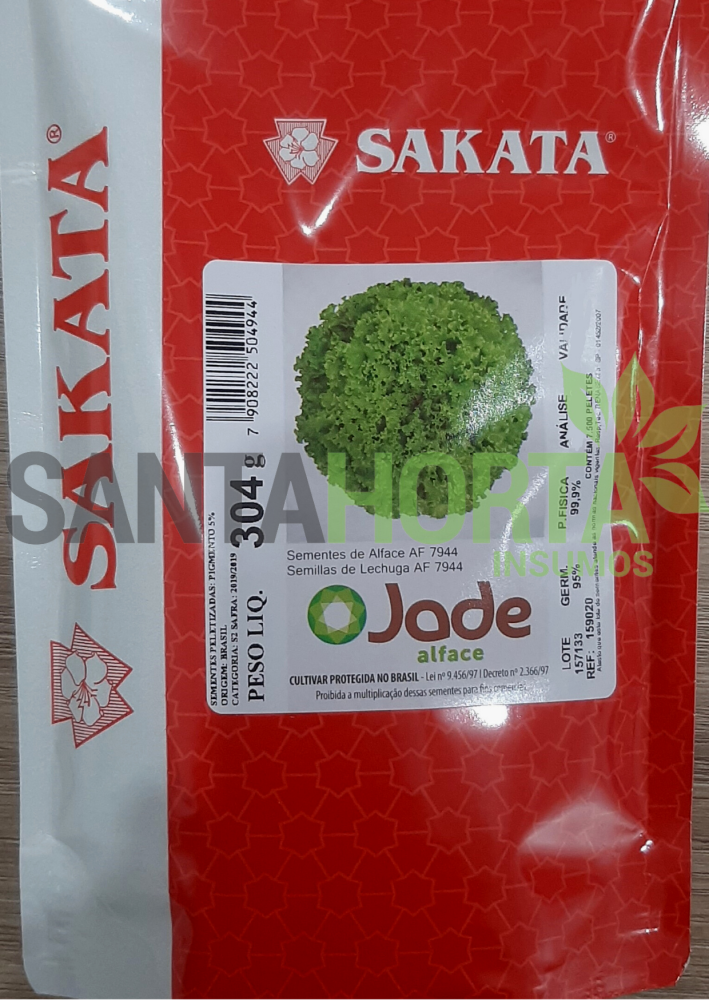 SAKATA®
SAKATA®
7 908222 504944
Sementes de Alface AF 7944
Semillas de Lechuga AF 7944
Jade
alface
CULTIVAR PROTEGIDA NO BRASIL - Lei nº 9.456/97 | Decreto nº 2.366/97
Proibida a multiplicação dessas sementes para fins
SEMENTES PELETIZADAS: PIGMENTO 5%
ORIGEM: BRASIL
CATEGORIA: S2 SAFRA: 2019/2019
PESO LIQ. 304 g
LOTE GERM. P.FISICA ANÁLISE VALIDADE
157133 95% 99,9%
REF: 159020 CONTÉM 7.500 PELETES
SANTAHORTA
INSUMOS